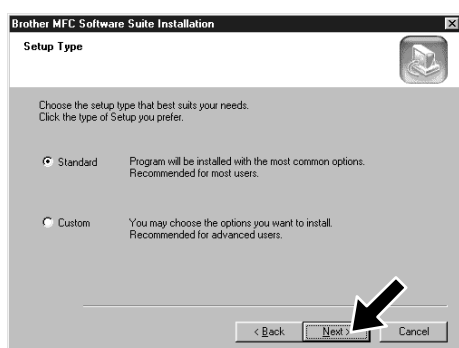 Brother MFC Software Suite Installation
Setup Type
Choose the setup type that best suits your needs.
Click the type of Setup you prefer.
Standard
Program will be installed with the most common options.
Recommended for most users.
Custom
You may choose the options you want to install.
Recommended for advanced users.
< Back
Next >
Cancel